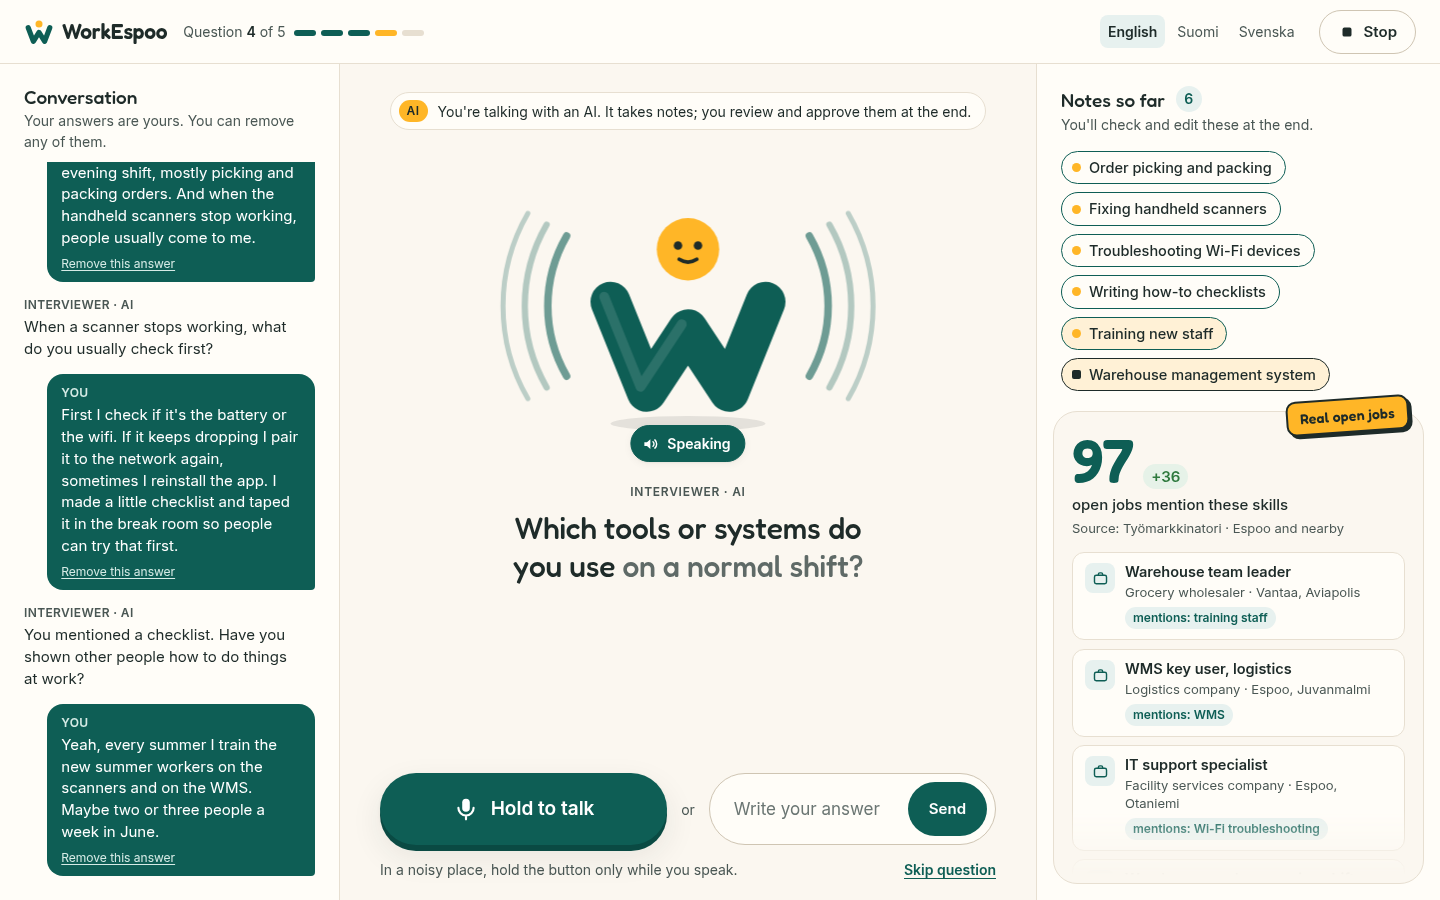 WorkEspoo
Question 4 of 5
English
Suomi
Svenska
Stop
Conversation
Your answers are yours. You can remove
any of them.
evening shift, mostly picking and
packing orders. And when the
handheld scanners stop working,
people usually come to me.
Remove this answer
INTERVIEWER · AI
When a scanner stops working, what
do you usually check first?
YOU
First I check if it's the battery or
the wifi. If it keeps dropping I pair
it to the network again,
sometimes I reinstall the app. I
made a little checklist and taped
it in the break room so people
can try that first.
Remove this answer
INTERVIEWER · AI
You mentioned a checklist. Have you
shown other people how to do things
at work?
YOU
Yeah, every summer I train the
new summer workers on the
scanners and on the WMS.
Maybe two or three people a
week in June.
Remove this answer
AI You're talking with an AI. It takes notes; you review and approve them at the end.
Speaking
INTERVIEWER · AI
Which tools or systems do
you use on a normal shift?
Hold to talk
or
Write your answer
Send
In a noisy place, hold the button only while you speak.
Skip question
Notes so far 6
You'll check and edit these at the end.
Order picking and packing
Fixing handheld scanners
Troubleshooting Wi-Fi devices
Writing how-to checklists
Training new staff
Warehouse management system
Real open jobs
97 +36
open jobs mention these skills
Source: Työmarkkinatori · Espoo and nearby
Warehouse team leader
Grocery wholesaler · Vantaa, Aviapolis
mentions: training staff
WMS key user, logistics
Logistics company · Espoo, Juvanmalmi
mentions: WMS
IT support specialist
Facility services company · Espoo,
Otaniemi
mentions: Wi-Fi troubleshooting